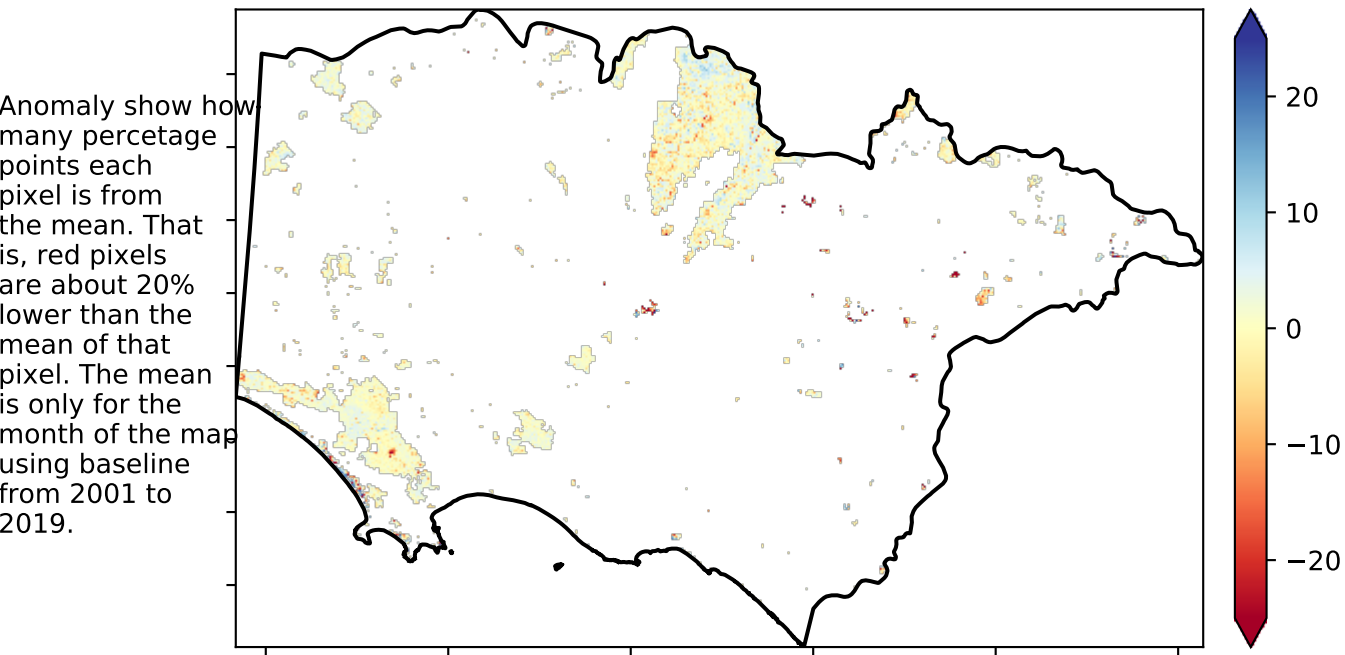 Anomaly show how
many percetage
points each
pixel is from
the mean. That
is, red pixels
are about 20%
lower than the
mean of that
pixel. The mean
is only for the
month of the map
using baseline
from 2001 to
2019.
20
10
0
−10
−20